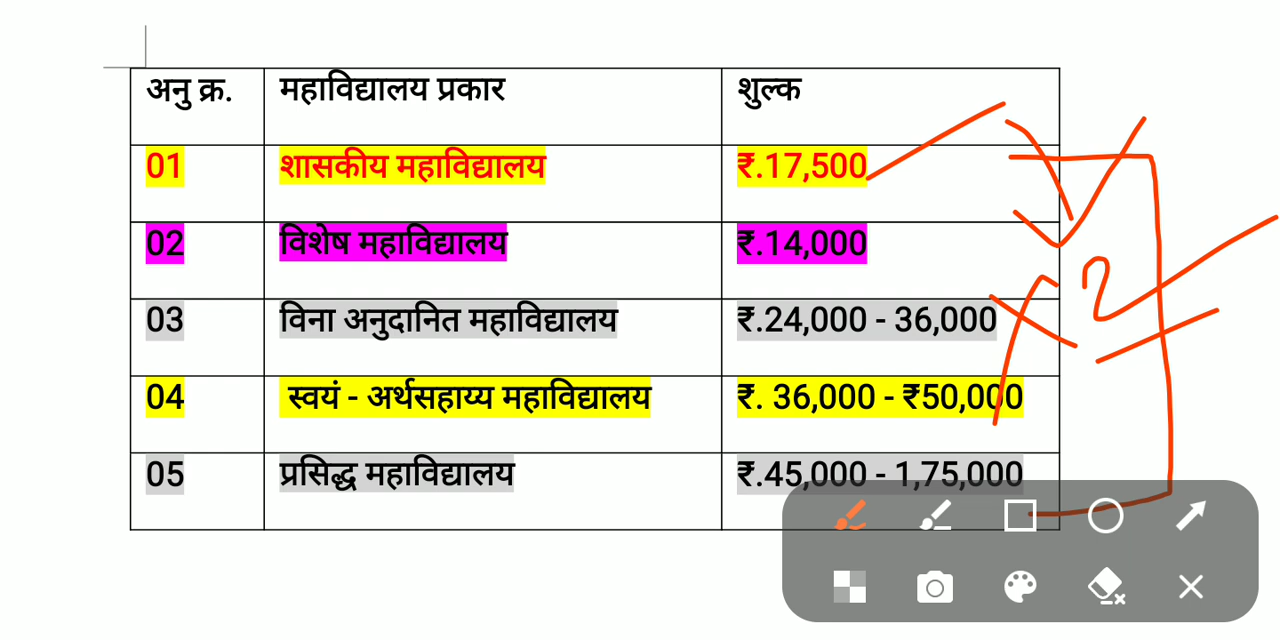 अनु क्र. महाविद्यालय प्रकार शुल्क
01 शासकीय महाविद्यालय ₹.17,500
02 विशेष महाविद्यालय ₹.14,000
03 विना अनुदानित महाविद्यालय ₹.24,000 - 36,000
04 स्वयं - अर्थसहाय्य महाविद्यालय ₹. 36,000 - ₹50,000
05 प्रसिद्ध महाविद्यालय ₹.45,000 - 1,75,000
2